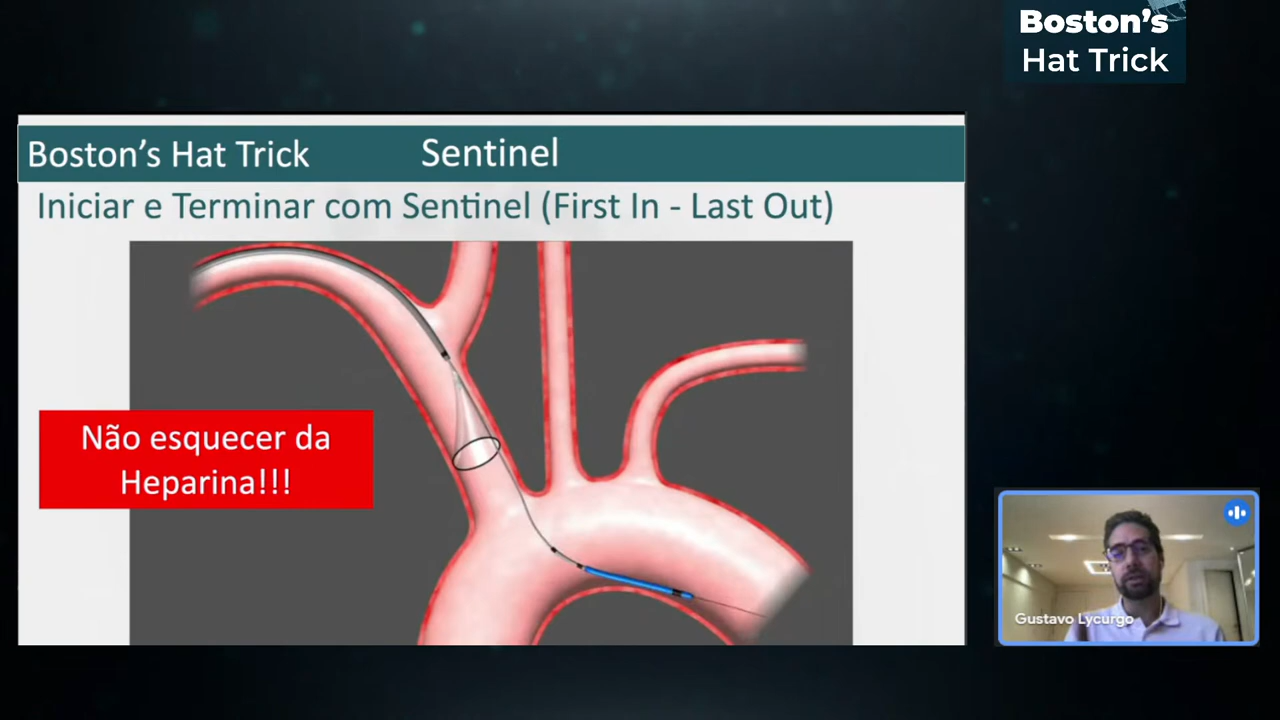 Boston's
Hat Trick
Boston's Hat Trick Sentinel
Iniciar e Terminar com Sentinel (First In - Last Out)
Não esquecer da
Heparina!!!
Gustavo Lycurgo